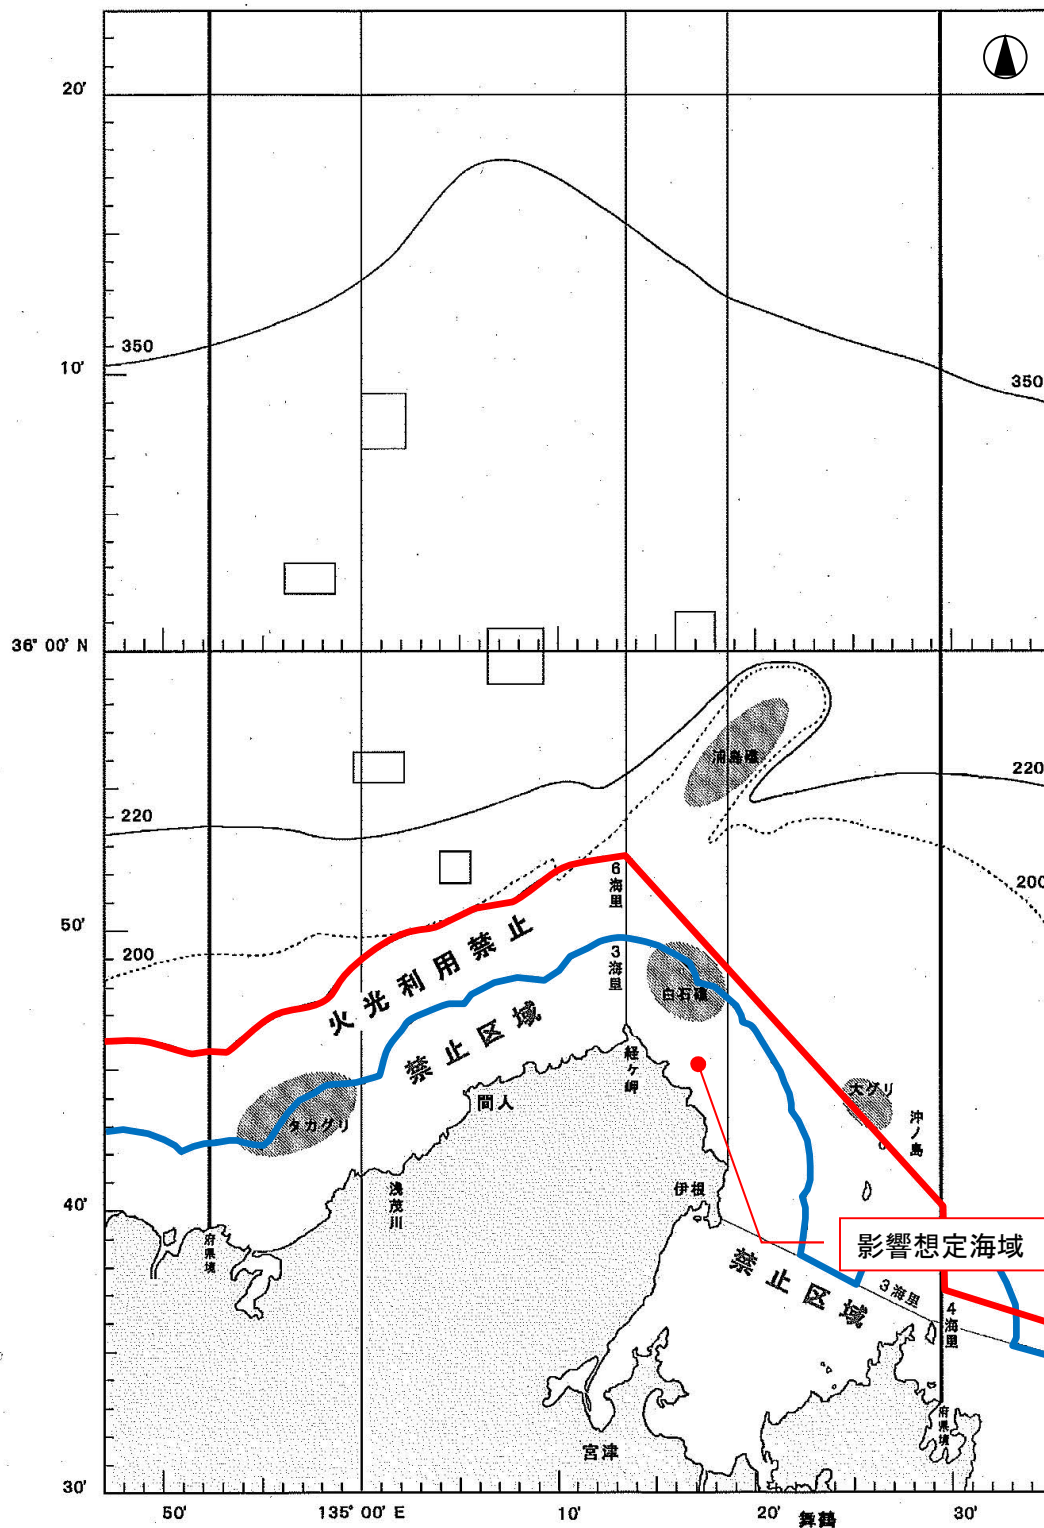 20'
350
10'
350
36° 00' N
浦島礁
220
220
6海里
200
50'
火光利用禁止
200
3海里
白石礁
禁止区域
経ヶ岬
大グリ
間人
タカグリ
沖ノ島
40'
浅茂川
伊根
府県境
影響想定海域
禁止区域
3海里
4海里
府県境
宮津
30'
50'
135° 00' E
10'
20'
30'
舞鶴